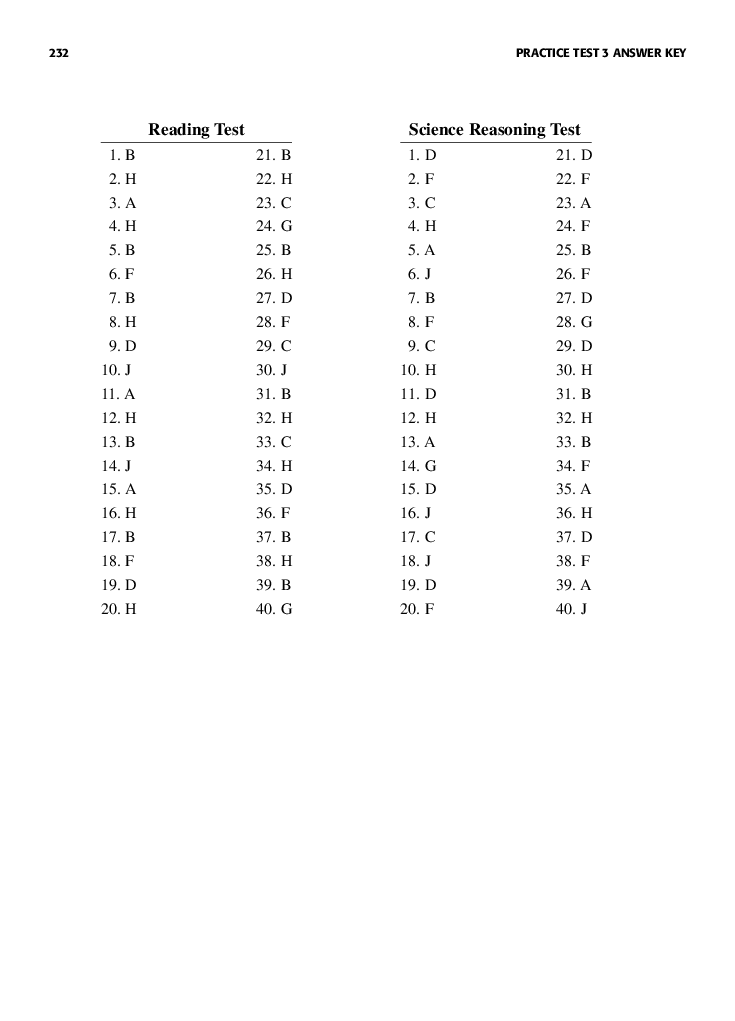 232
PRACTICE TEST 3 ANSWER KEY
Reading Test
1. B
2. H
3. A
4. H
5. B
6. F
7. B
8. H
9. D
10. J
11. A
12. H
13. B
14. J
15. A
16. H
17. B
18. F
19. D
20. H
21. B
22. H
23. C
24. G
25. B
26. H
27. D
28. F
29. C
30. J
31. B
32. H
33. C
34. H
35. D
36. F
37. B
38. H
39. B
40. G
Science Reasoning Test
1. D
2. F
3. C
4. H
5. A
6. J
7. B
8. F
9. C
10. H
11. D
12. H
13. A
14. G
15. D
16. J
17. C
18. J
19. D
20. F
21. D
22. F
23. A
24. F
25. B
26. F
27. D
28. G
29. D
30. H
31. B
32. H
33. B
34. F
35. A
36. H
37. D
38. F
39. A
40. J